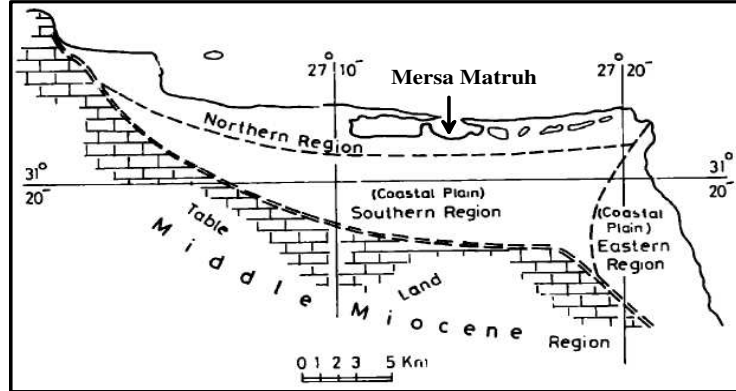 27° 10-
27° 20-
Mersa Matruh
Northern Region
31°
20-
31°
20-
(Coastal Plain)
Southern Region
(Coastal
Plain)
Eastern
Region
Table
Land
Middle Miocene
Region
0 1 2 3 5 Km